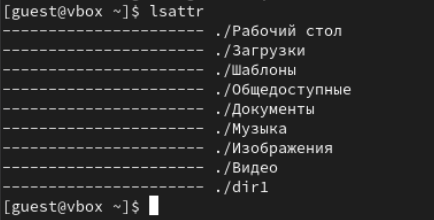 [guest@vbox ~]$ lsattr
---------------------- ./Рабочий стол
---------------------- ./Загрузки
---------------------- ./Шаблоны
---------------------- ./Общедоступные
---------------------- ./Документы
---------------------- ./Музыка
---------------------- ./Изображения
---------------------- ./Видео
---------------------- ./dir1
[guest@vbox ~]$